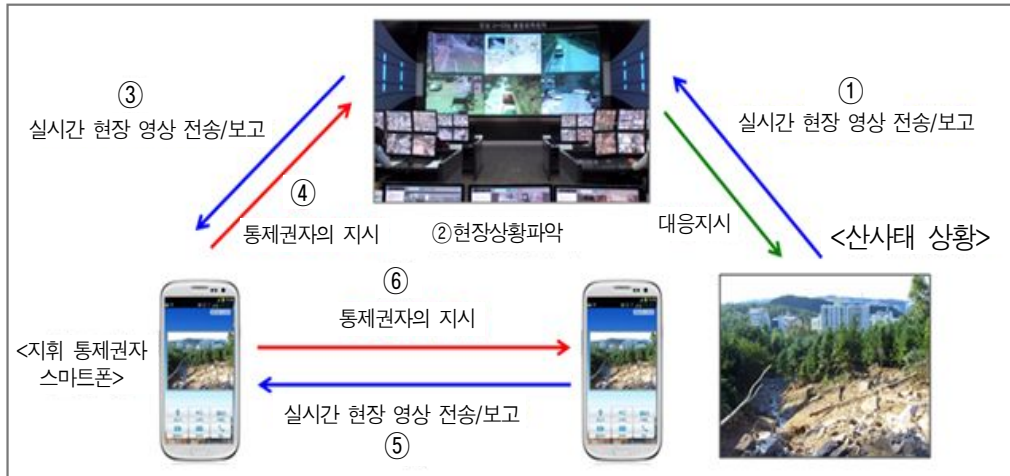 ③
실시간 현장 영상 전송/보고
①
실시간 현장 영상 전송/보고
④
통제권자의 지시
②현장상황파악
대응지시
<산사태 상황>
⑥
통제권자의 지시
<지휘 통제권자
스마트폰>
실시간 현장 영상 전송/보고
⑤